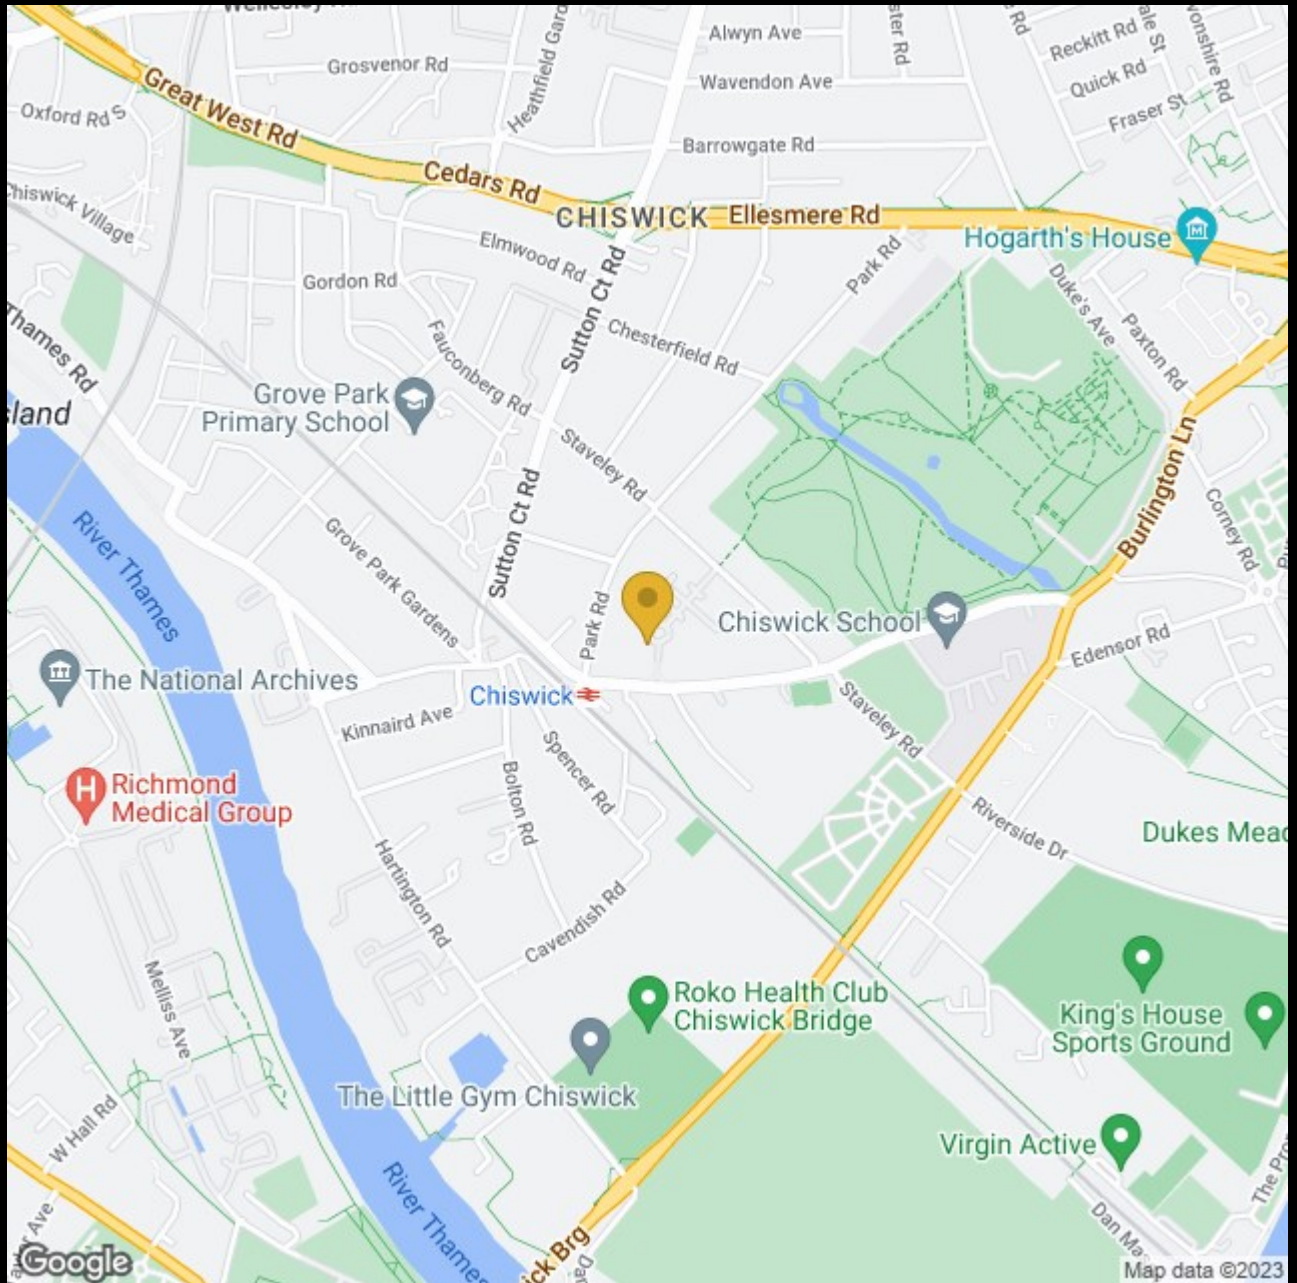 Alwyn Ave
Reckitt Rd
Grosvenor Rd
Heathfield
Wavendon Ave
Quick Rd
Great West Rd
Oxford Rd S
Fraser St
Barrowgate Rd
Cedars Rd
Chiswick Village
CHISWICK
Ellesmere Rd
Hogarth's House
Elmwood Rd
Park Rd
Gordon Rd
Duke's Ave
Sutton Ct Rd
Thames Rd
Chesterfield Rd
Paxton Rd
Fauconberg Rd
Grove Park
Primary School
Staveley Rd
Burlington Ln
Sutton Ct Rd
Corney Rd
River Thames
Grove Park Gardens
Park Rd
Chiswick School
Edensor Rd
The National Archives
Chiswick
Kinnaird Ave
Staveley Rd
Spencer Rd
Richmond
Medical Group
Bolton Rd
Riverside Dr
Dukes
Hartington Rd
Cavendish Rd
Melliss Ave
Roko Health Club
Chiswick Bridge
King's House
Sports Ground
The Little Gym Chiswick
W Hall Rd
Virgin Active
River Thames
The
Dan
Brg
Google
Map data ©2023